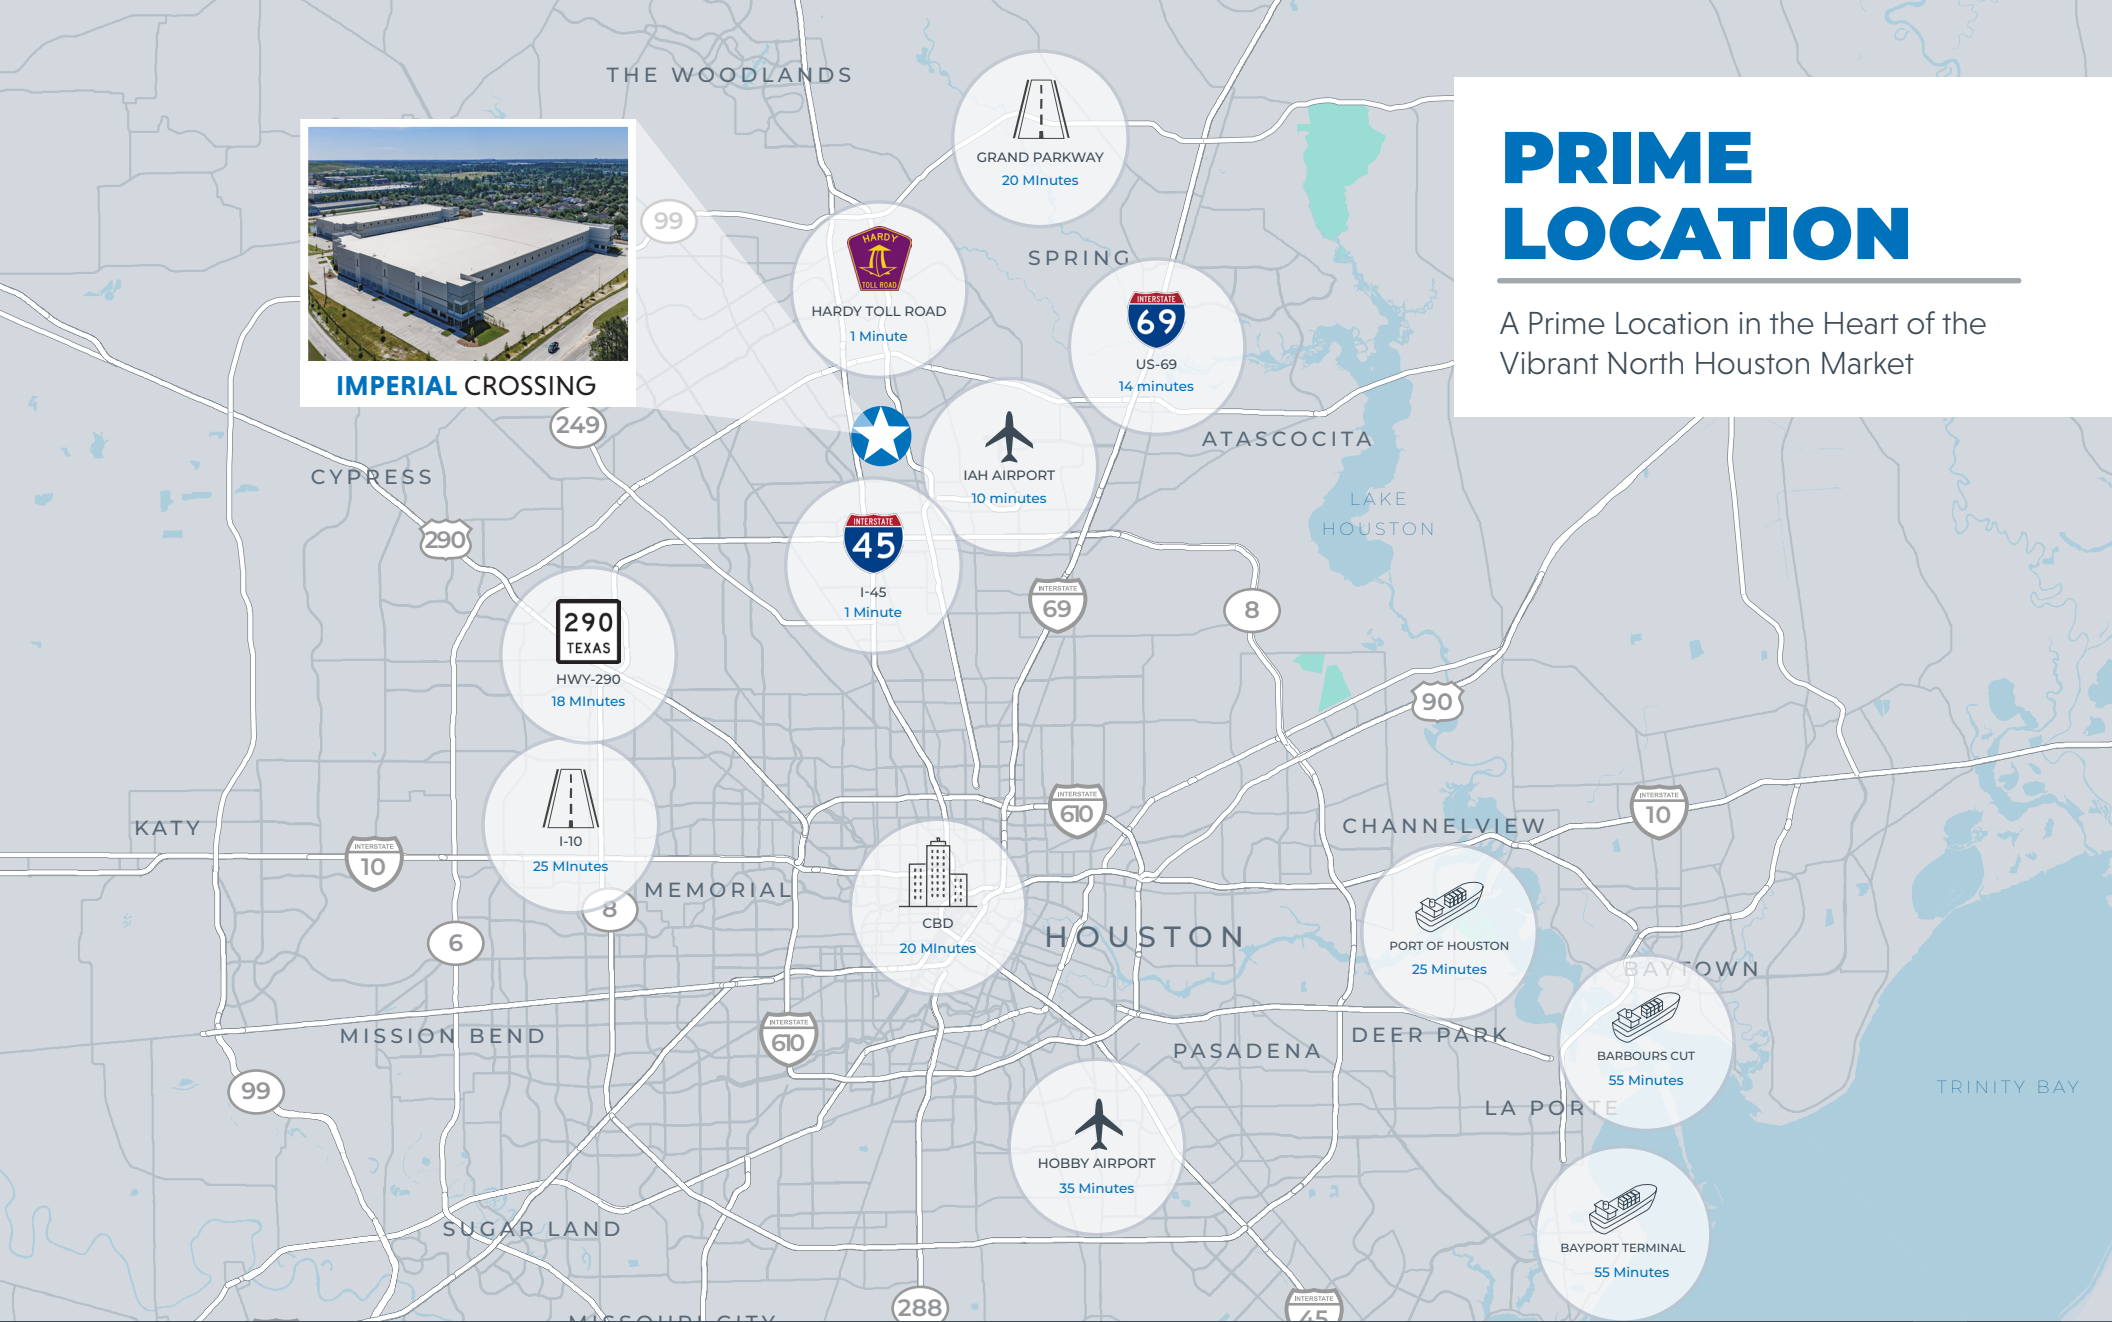 THE WOODLANDS
GRAND PARKWAY
20 MInutes
PRIME
LOCATION
A Prime Location in the Heart of the
Vibrant North Houston Market
99
HARDY
TOLL ROAD
HARDY TOLL ROAD
1 Minute
SPRING
INTERSTATE
69
US-69
14 minutes
IMPERIAL CROSSING
249
IAH AIRPORT
10 minutes
ATASCOCITA
CYPRESS
LAKE
HOUSTON
290
INTERSTATE
45
I-45
1 Minute
INTERSTATE
69
8
290
TEXAS
HWY-290
18 MInutes
90
I-10
25 MInutes
INTERSTATE
610
INTERSTATE
10
KATY
INTERSTATE
10
CHANNELVIEW
MEMORIAL
8
6
CBD
20 MInutes
HOUSTON
PORT OF HOUSTON
25 Minutes
BAYTOWN
MISSION BEND
INTERSTATE
610
PASADENA
DEER PARK
BARBOURS CUT
55 Minutes
99
TRINITY BAY
LA PORTE
HOBBY AIRPORT
35 Minutes
SUGAR LAND
BAYPORT TERMINAL
55 Minutes
288
INTERSTATE
45
MISSOURI CITY